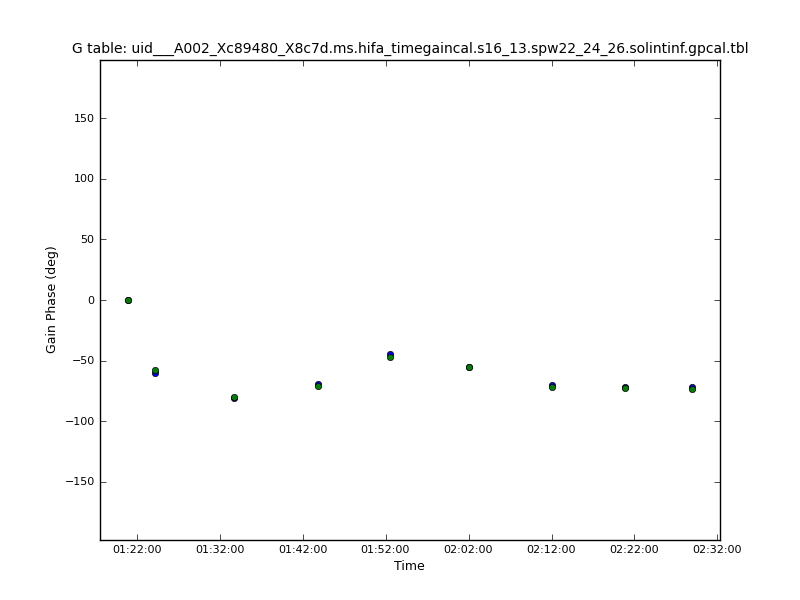 G table: uid___A002_Xc89480_X8c7d.ms.hifa_timegaincal.s16_13.spw22_24_26.solintinf.gpcal.tbl
150
100
50
0
−50
−100
−150
Gain Phase (deg)
01:22:00 01:32:00 01:42:00 01:52:00 02:02:00 02:12:00 02:22:00 02:32:00
Time